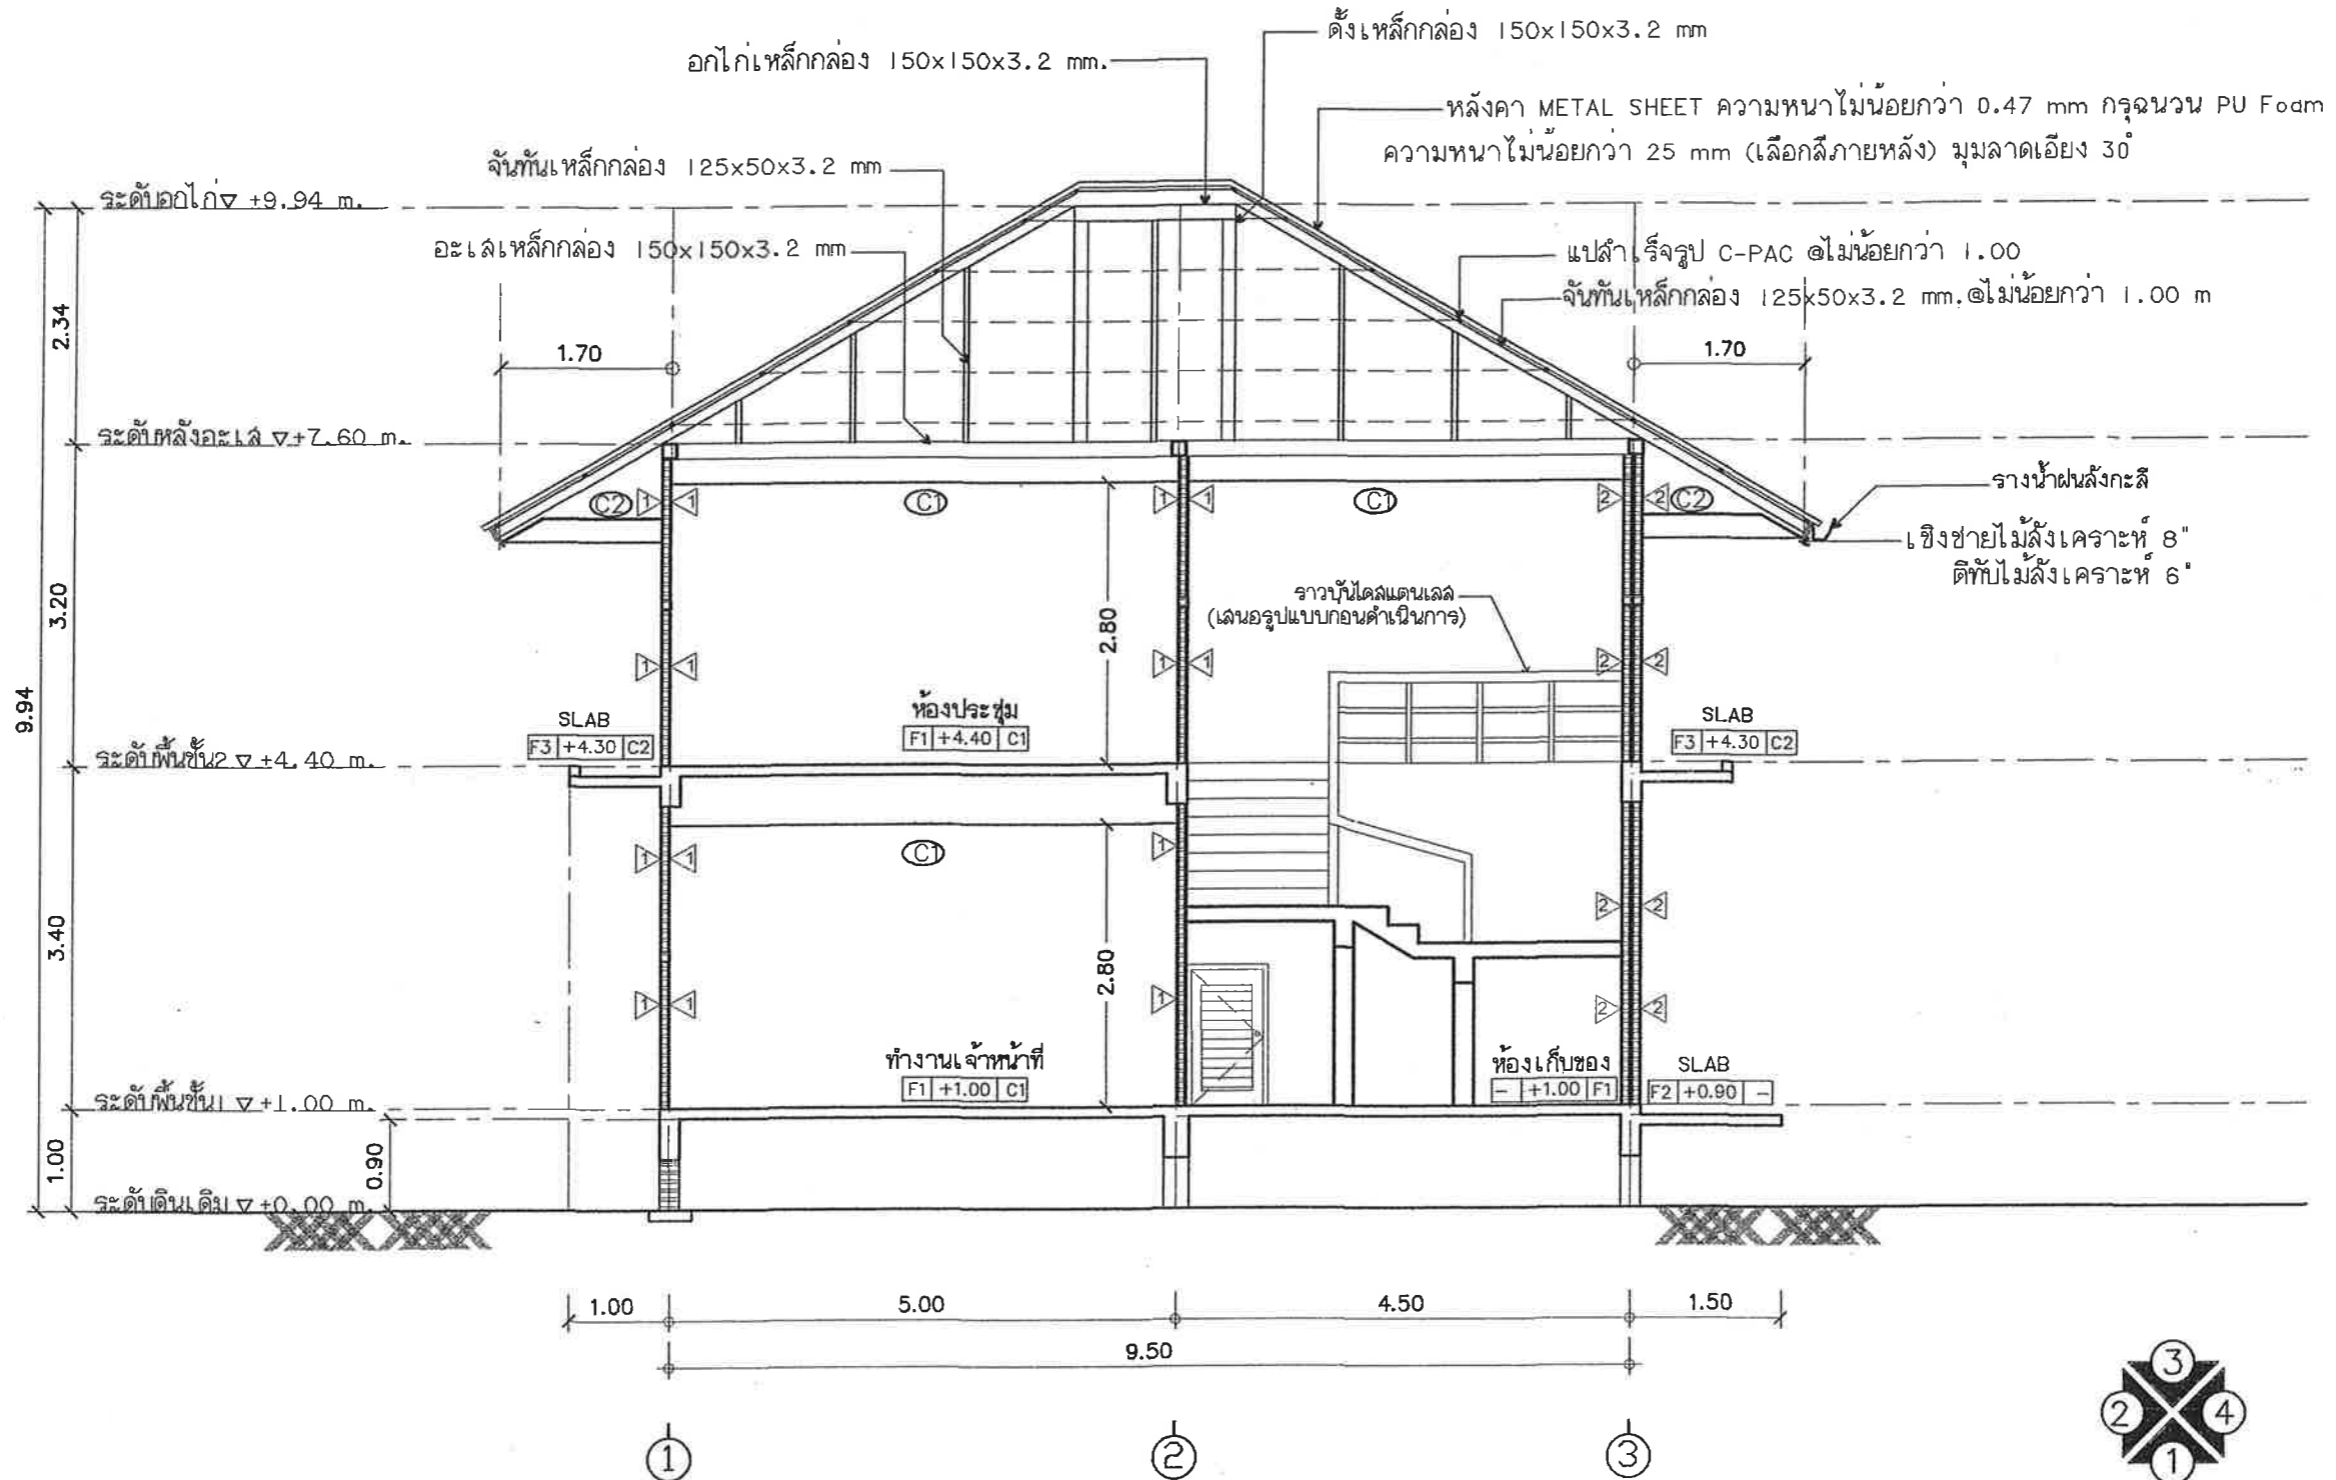 ดั้งเหล็กกล่อง 150x150x3.2 mm
อกไก่เหล็กกล่อง 150x150x3.2 mm.
หลังคา METAL SHEET ความหนาไม่น้อยกว่า 0.47 mm กรุฉนวน PU Foam
ความหนาไม่น้อยกว่า 25 mm (เลือกสีภายหลัง) มุมลาดเอียง 30°
จันทันเหล็กกล่อง 125x50x3.2 mm
ระดับอกไก่ ▽ +9.94 m.
อะเสเหล็กกล่อง 150x150x3.2 mm
แปสำเร็จรูป C-PAC @ไม่น้อยกว่า 1.00
จันทันเหล็กกล่อง 125x50x3.2 mm.@ไม่น้อยกว่า 1.00 m
2.34
1.70
1.70
ระดับหลังอะเส ▽ +7.60 m.
รางน้ำฝนสังกะสี
C2 1 1 C1 1 1 C1 2 2 C2
เชิงชายไม้สังเคราะห์ 8"
ตีทับไม้สังเคราะห์ 6"
ราวบันไดสแตนเลส
(เสนอรูปแบบก่อนดำเนินการ)
3.20
2.80
1 1 1 1 2 2
9.94
ห้องประชุม
F1 +4.40 C1
SLAB
F3 +4.30 C2
SLAB
F3 +4.30 C2
ระดับพื้นชั้น2 ▽ +4.40 m.
1 1 C1 1
2 2
3.40
2.80
1 1 1 2 2
ทำงานเจ้าหน้าที่
F1 +1.00 C1
ห้องเก็บของ
- +1.00 F1
SLAB
F2 +0.90 -
ระดับพื้นชั้น1 ▽ +1.00 m.
1.00
0.90
ระดับดินเดิม ▽ +0.00 m.
1.00 5.00 4.50 1.50
9.50
1 2 3
3
2 4
1